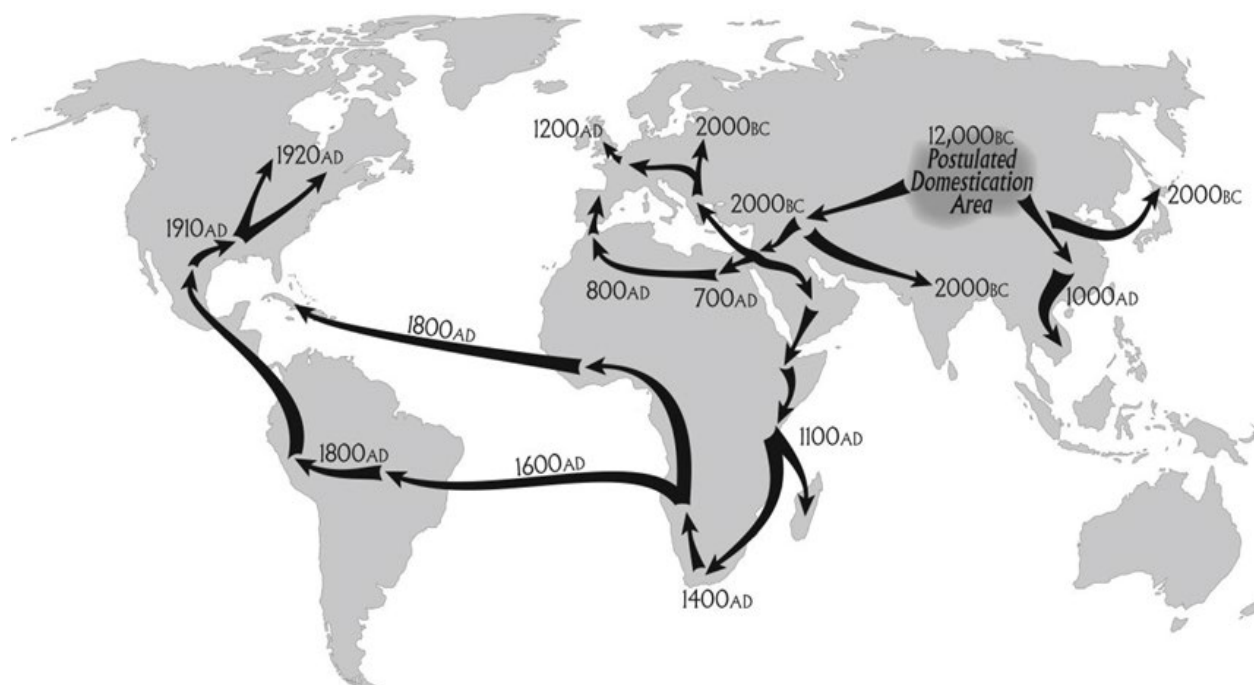 1200AD
2000BC
12,000BC
Postulated
Domestication
Area
1920AD
2000BC
2000BC
1910AD
800AD
700AD
2000BC
1000AD
1800AD
1100AD
1800AD
1600AD
1400AD